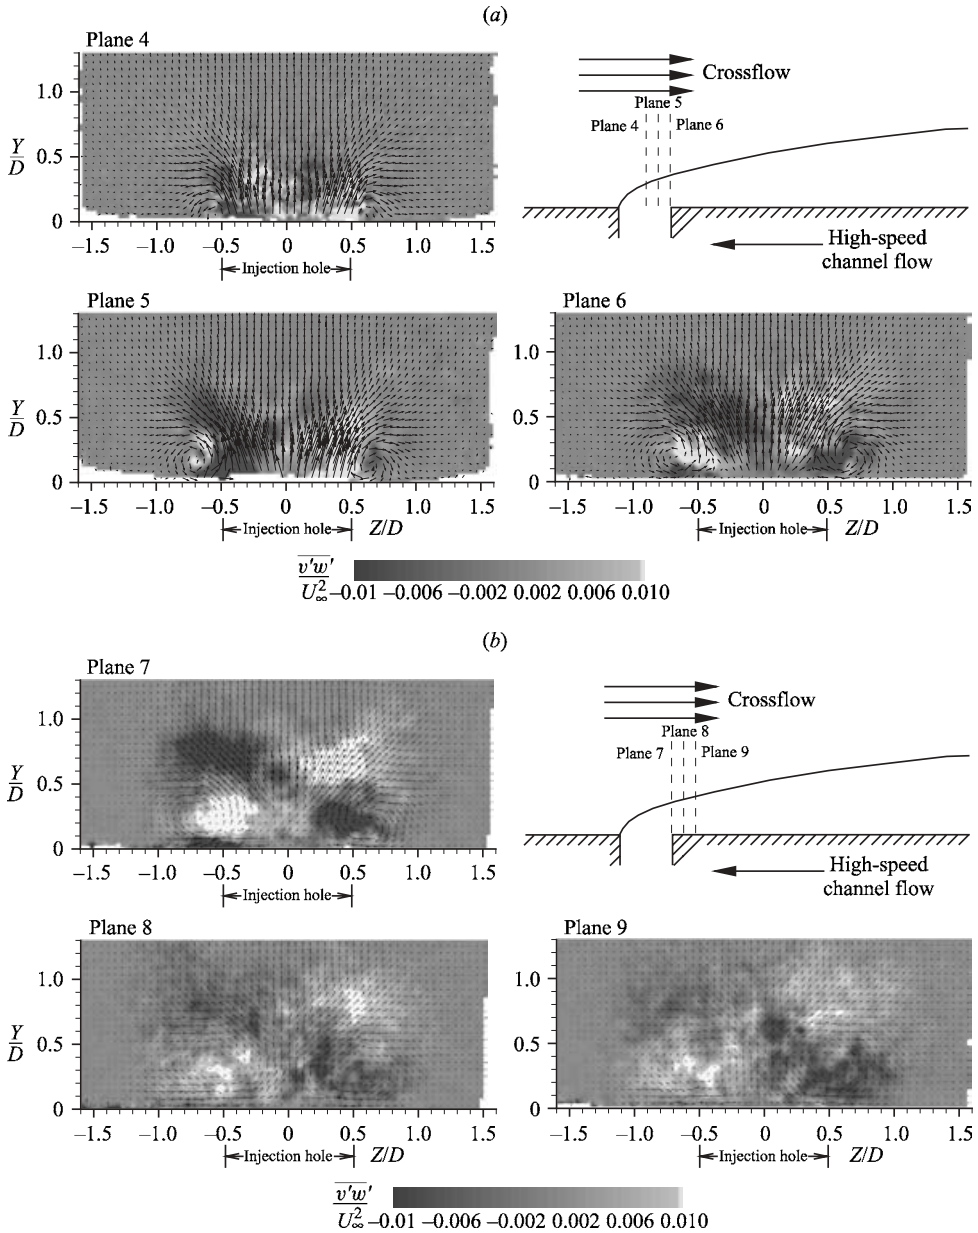 (a)
Plane 4
1.0
0.5
0
Y/D
−1.5 −1.0 −0.5 0 0.5 1.0 1.5
Injection hole
Crossflow
Plane 5
Plane 4 Plane 6
High-speed
channel flow
Plane 5
1.0
0.5
0
Y/D
−1.5 −1.0 −0.5 0 0.5 1.0 1.5
Injection hole Z/D
Plane 6
1.0
0.5
0
Y/D
−1.5 −1.0 −0.5 0 0.5 1.0 1.5
Injection hole Z/D
v′w′/U²∞
−0.01 −0.006 −0.002 0.002 0.006 0.010
(b)
Plane 7
1.0
0.5
0
Y/D
−1.5 −1.0 −0.5 0 0.5 1.0 1.5
Injection hole
Crossflow
Plane 8
Plane 7 Plane 9
High-speed
channel flow
Plane 8
1.0
0.5
0
Y/D
−1.5 −1.0 −0.5 0 0.5 1.0 1.5
Injection hole Z/D
Plane 9
1.0
0.5
0
Y/D
−1.5 −1.0 −0.5 0 0.5 1.0 1.5
Injection hole Z/D
v′w′/U²∞
−0.01 −0.006 −0.002 0.002 0.006 0.010